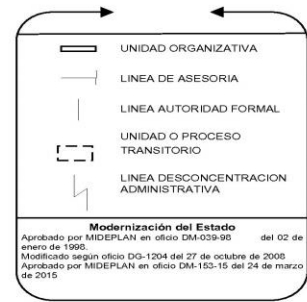 UNIDAD ORGANIZATIVA
LINEA DE ASESORIA
LINEA AUTORIDAD FORMAL
UNIDAD O PROCESO
TRANSITORIO
LINEA DESCONCENTRACION
ADMINISTRATIVA
Modernización del Estado
Aprobado por MIDEPLAN en oficio DM-039-98 del 02 de
enero de 1998.
Modificado según oficio DG-1204 del 27 de octubre de 2008
Aprobado por MIDEPLAN en oficio DM-153-15 del 24 de marzo
de 2015